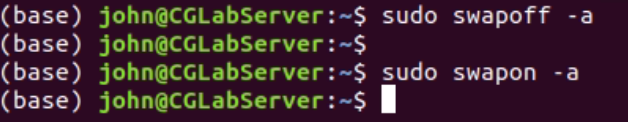 (base) john@CGLabServer:~$ sudo swapoff -a
(base) john@CGLabServer:~$
(base) john@CGLabServer:~$ sudo swapon -a
(base) john@CGLabServer:~$